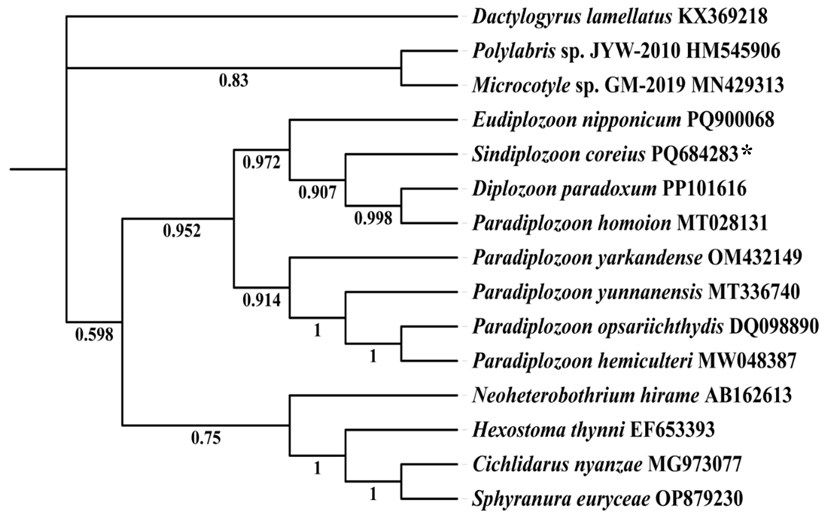 Dactylogyrus lamellatus KX369218
Polylabris sp. JYW-2010 HM545906
0.83
Microcotyle sp. GM-2019 MN429313
Eudiplozoon nipponicum PQ900068
0.972
Sindiplozoon coreius PQ684283*
0.907
Diplozoon paradoxum PP101616
0.998
Paradiplozoon homoion MT028131
0.952
Paradiplozoon yarkandense OM432149
0.914
Paradiplozoon yunnanensis MT336740
1
Paradiplozoon opsariichthydis DQ098890
0.598
1
Paradiplozoon hemiculteri MW048387
Neoheterobothrium hirame AB162613
0.75
Hexostoma thynni EF653393
1
Cichlidarus nyanzae MG973077
1
Sphyranura euryceae OP879230